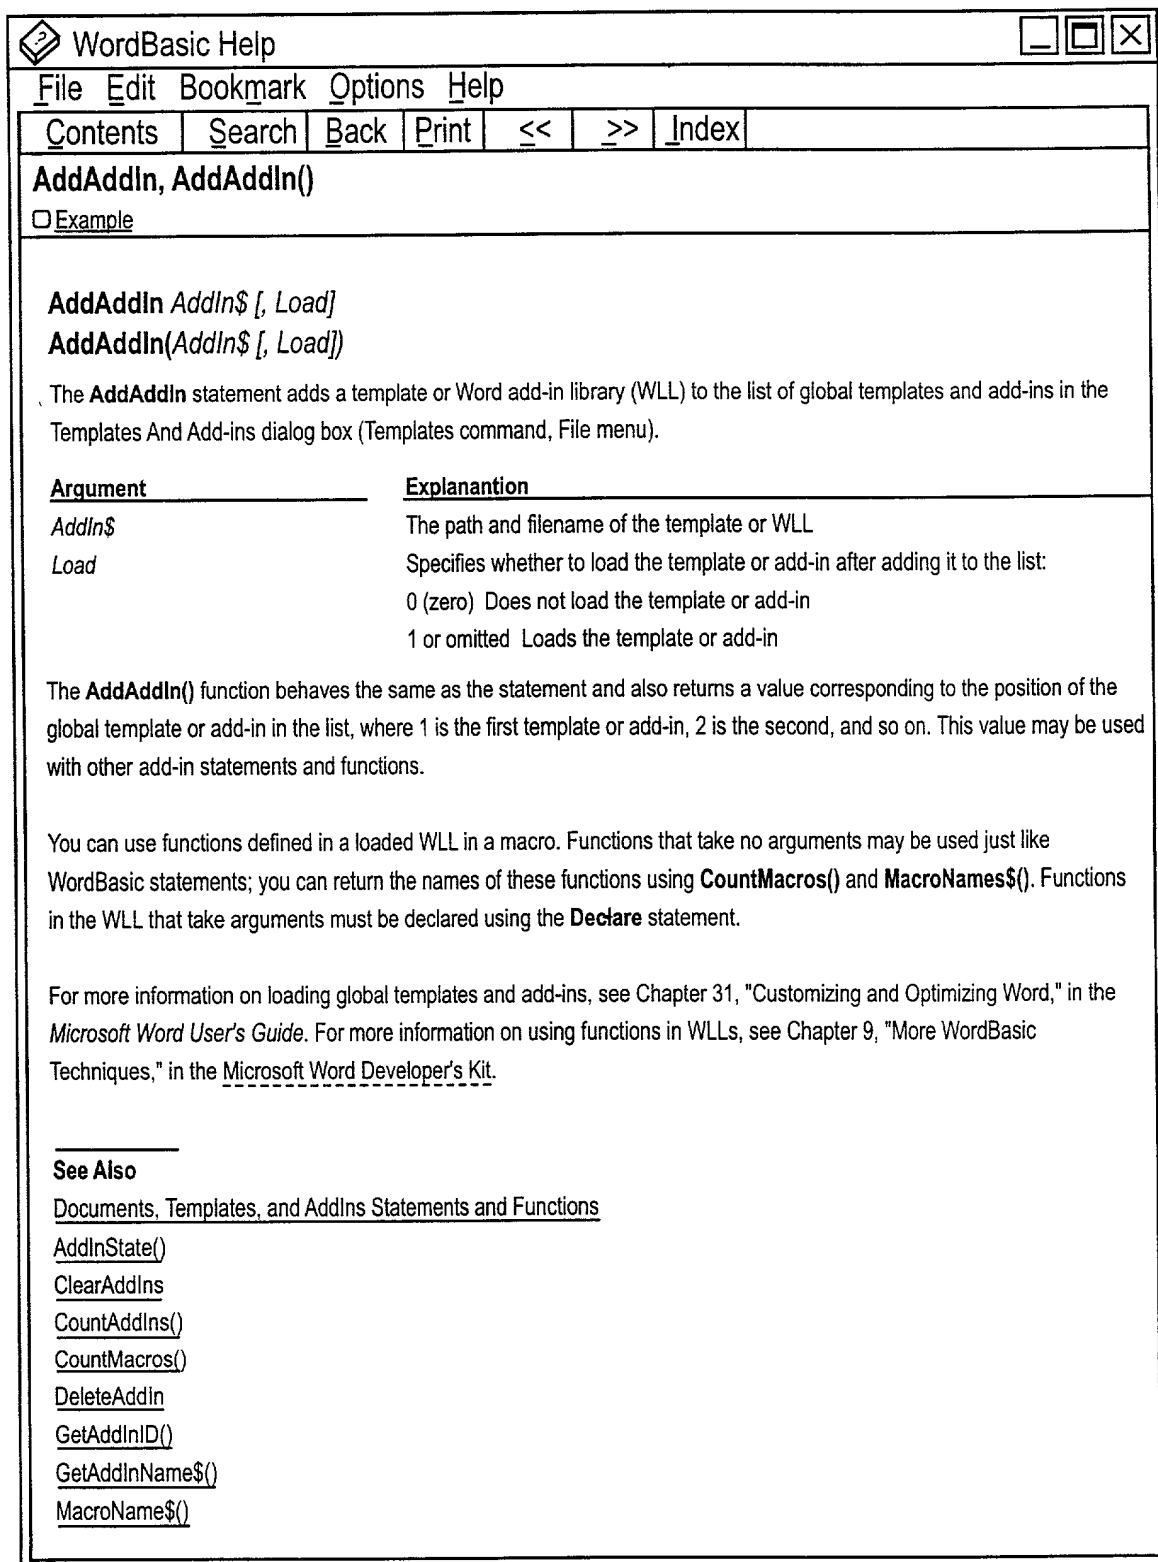 WordBasic Help
File Edit Bookmark Options Help
Contents Search Back Print << >> Index
AddAddIn, AddAddIn()
Example
AddAddIn AddIn$ [, Load]
AddAddIn(AddIn$ [, Load])
The AddAddIn statement adds a template or Word add-in library (WLL) to the list of global templates and add-ins in the
Templates And Add-ins dialog box (Templates command, File menu).
Argument Explanantion
AddIn$ The path and filename of the template or WLL
Load Specifies whether to load the template or add-in after adding it to the list:
0 (zero) Does not load the template or add-in
1 or omitted Loads the template or add-in
The AddAddIn() function behaves the same as the statement and also returns a value corresponding to the position of the
global template or add-in in the list, where 1 is the first template or add-in, 2 is the second, and so on. This value may be used
with other add-in statements and functions.
You can use functions defined in a loaded WLL in a macro. Functions that take no arguments may be used just like
WordBasic statements; you can return the names of these functions using CountMacros() and MacroNames$(). Functions
in the WLL that take arguments must be declared using the Declare statement.
For more information on loading global templates and add-ins, see Chapter 31, "Customizing and Optimizing Word," in the
Microsoft Word User's Guide. For more information on using functions in WLLs, see Chapter 9, "More WordBasic
Techniques," in the Microsoft Word Developer's Kit.
See Also
Documents, Templates, and AddIns Statements and Functions
AddInState()
ClearAddIns
CountAddIns()
CountMacros()
DeleteAddIn
GetAddInID()
GetAddInName$()
MacroName$()